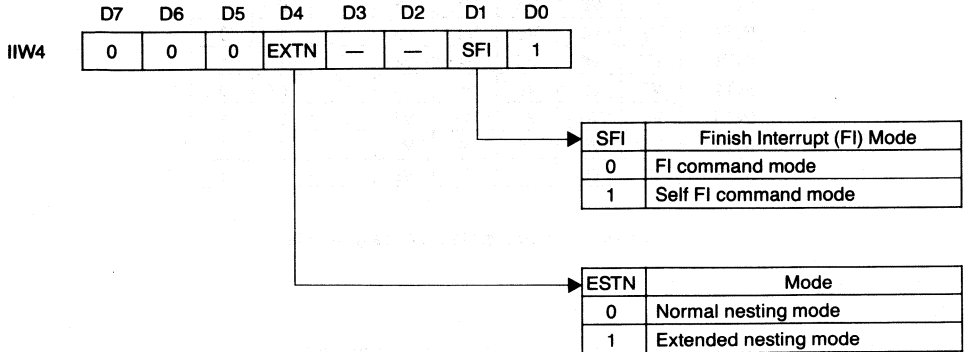 D7 D6 D5 D4 D3 D2 D1 D0
IIW4 0 0 0 EXTN — — SFI 1
SFI Finish Interrupt (FI) Mode
0 FI command mode
1 Self FI command mode
ESTN Mode
0 Normal nesting mode
1 Extended nesting mode